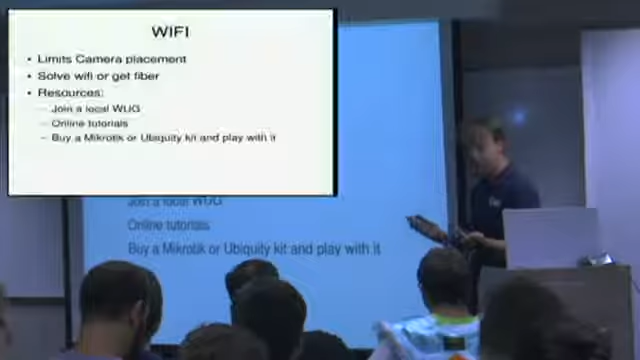 WIFI
• Limits Camera placement
• Solve wifi or get fiber
• Resources:
– Join a local WUG
– Online tutorials
– Buy a Mikrotik or Ubiquity kit and play with it
Join a local WUG
Online tutorials
Buy a Mikrotik or Ubiquity kit and play with it